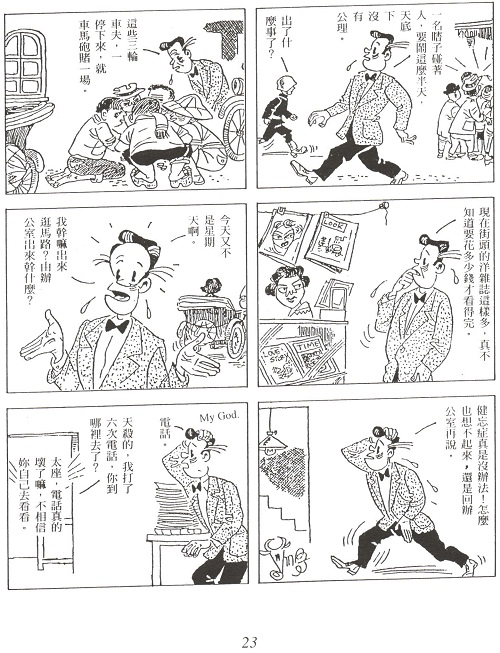 一名瞎子碰著
人,要鬧這麼半天,
天底
下
沒
有
公理。
出了什
麼事了?
這些三輪
車夫,一
停下來,就
車馬砲賭一場。
現在街頭的洋雜誌這樣多,真不
知道要花多少錢才看得完。
LOOK
LOVE
STORY
TIME
今天又不
是星期
天啊。
我幹嘛出來
逛馬路?由辦
公室出來幹什麼?
健忘症真是沒辦法!怎麼
也想不起來,還是回辦
公室再說。
My God.
電話。
天殺的,我打了
六次電話,你到
哪裡去了?
太座,電話真的
壞了嘛,不相信
妳自己去看看。
23